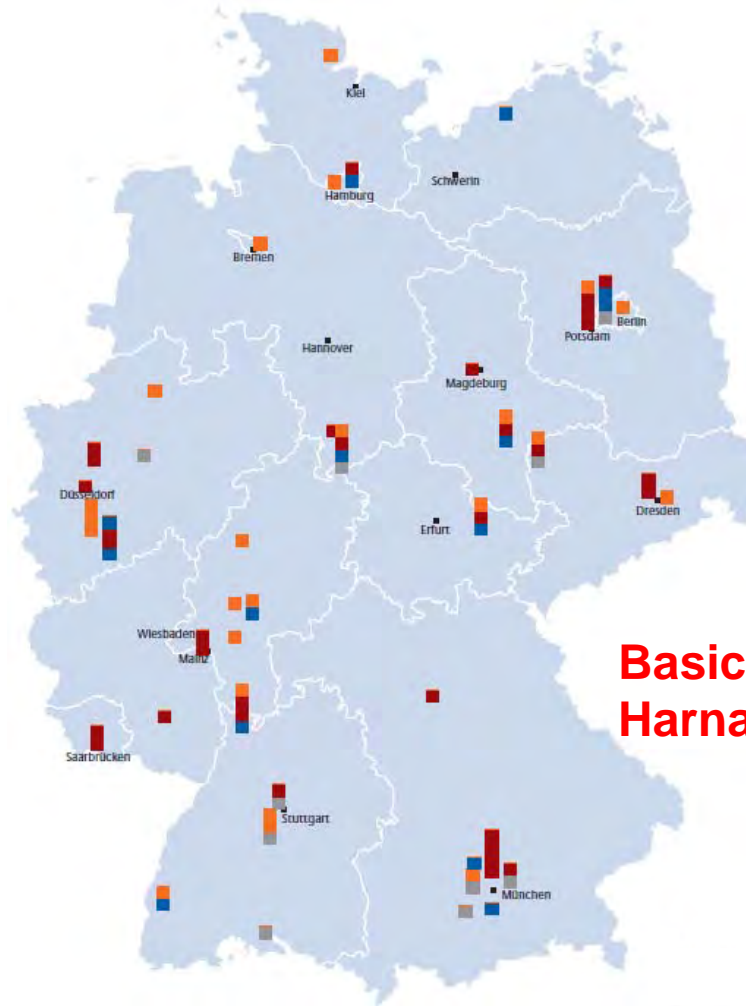 Kiel
Schwerin
Hamburg
Bremen
Hannover
Berlin
Potsdam
Magdeburg
Düsseldorf
Erfurt
Dresden
Wiesbaden
Mainz
Basic
Harna
Saarbrücken
Stuttgart
München